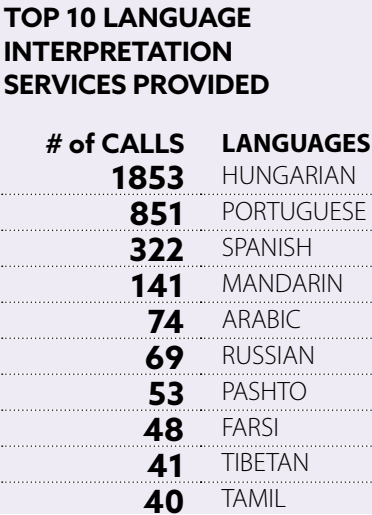 TOP 10 LANGUAGE
INTERPRETATION
SERVICES PROVIDED
# of CALLS LANGUAGES
1853 HUNGARIAN
851 PORTUGUESE
322 SPANISH
141 MANDARIN
74 ARABIC
69 RUSSIAN
53 PASHTO
48 FARSI
41 TIBETAN
40 TAMIL